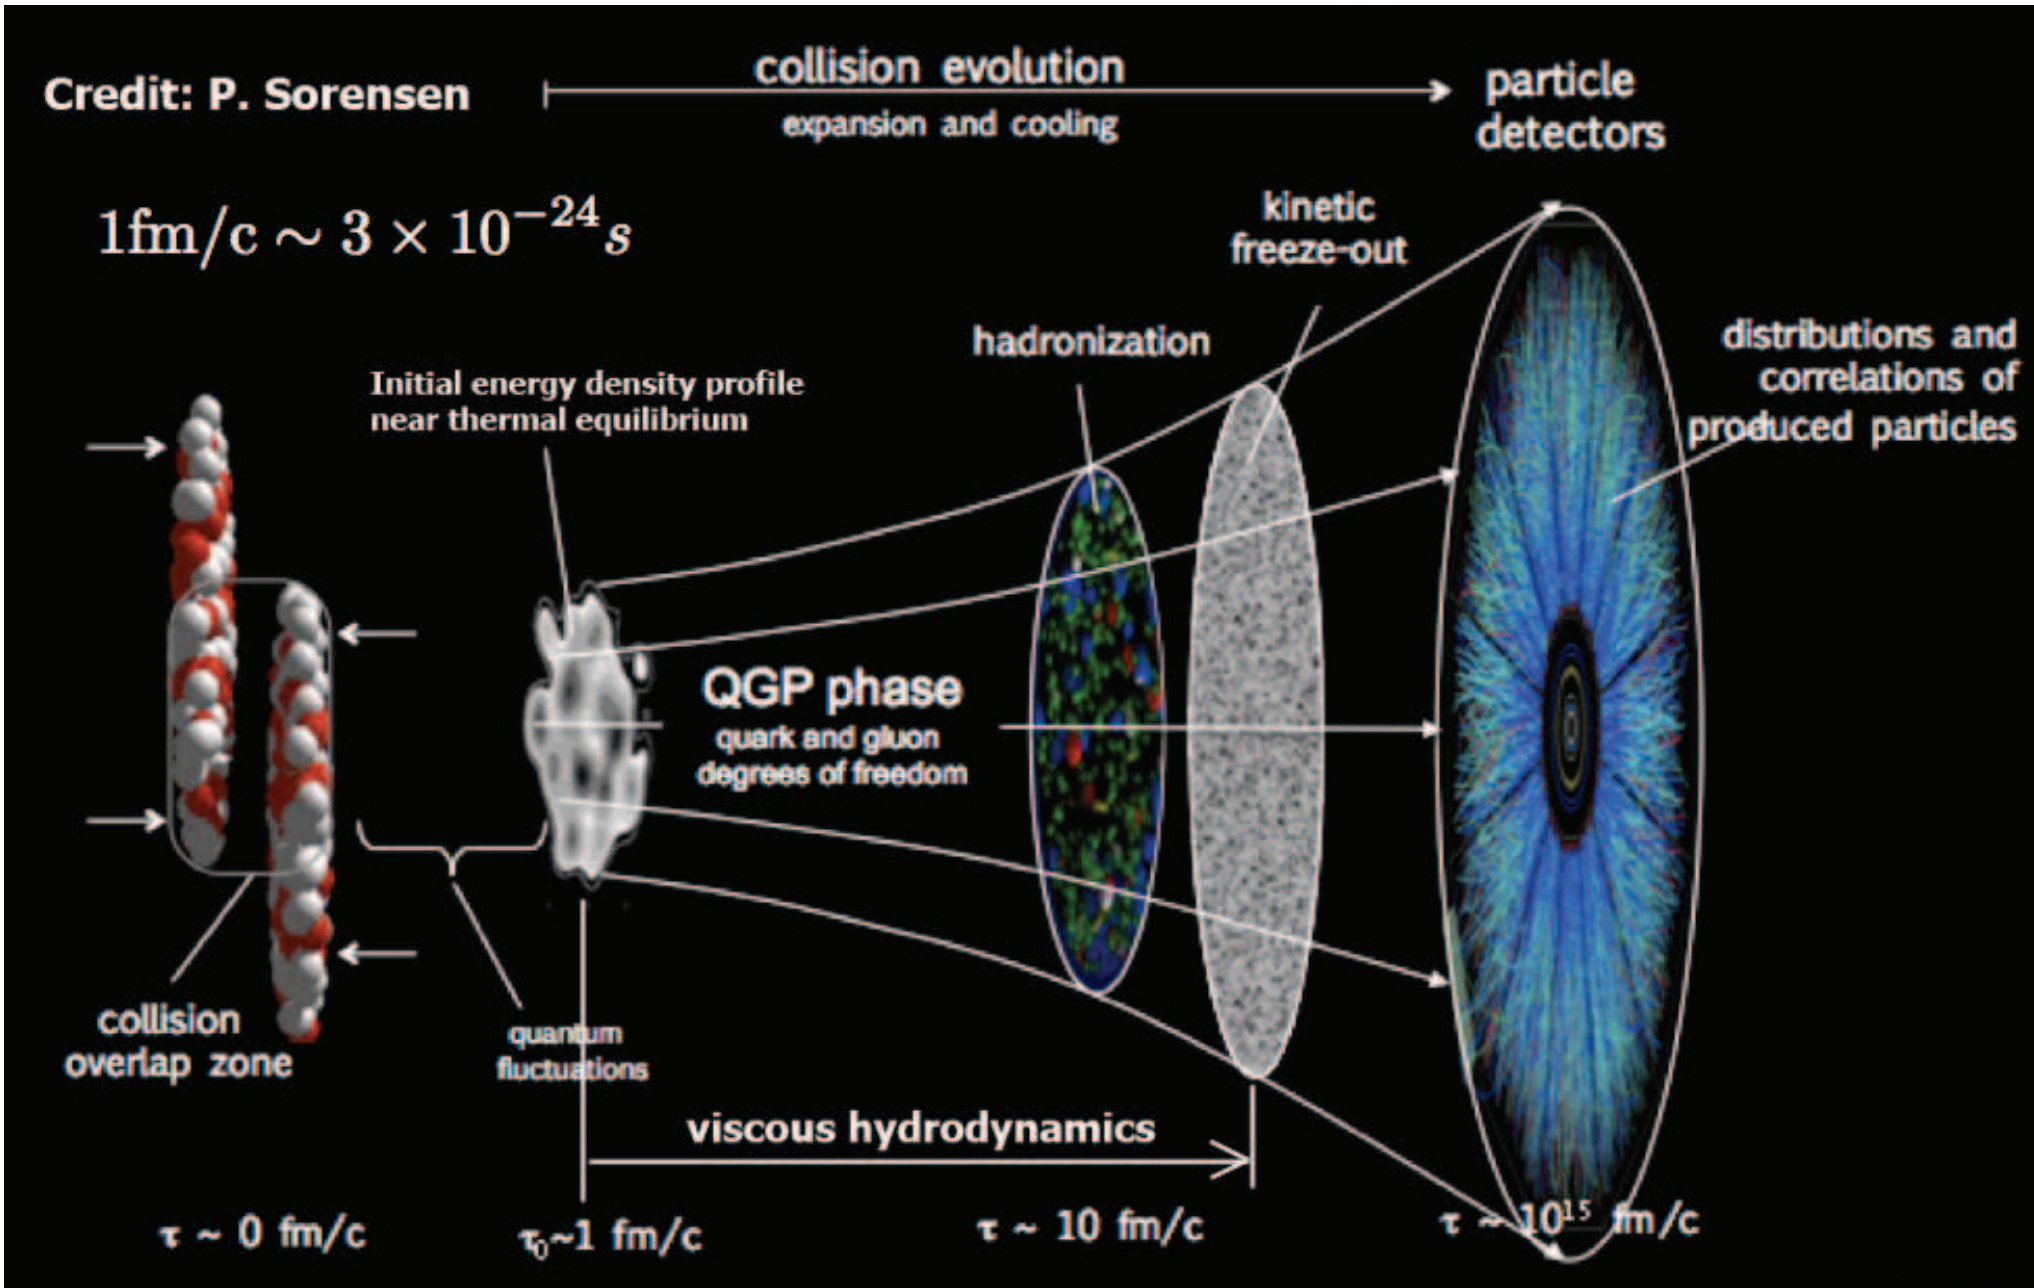 Credit: P. Sorensen
collision evolution
expansion and cooling
particle
detectors
1fm/c ~ 3 × 10⁻²⁴ s
kinetic
freeze-out
hadronization
distributions and
correlations of
produced particles
Initial energy density profile
near thermal equilibrium
QGP phase
quark and gluon
degrees of freedom
collision
overlap zone
quantum
fluctuations
viscous hydrodynamics
τ ~ 0 fm/c
τ₀~1 fm/c
τ ~ 10 fm/c
τ ~ 10¹⁵ fm/c